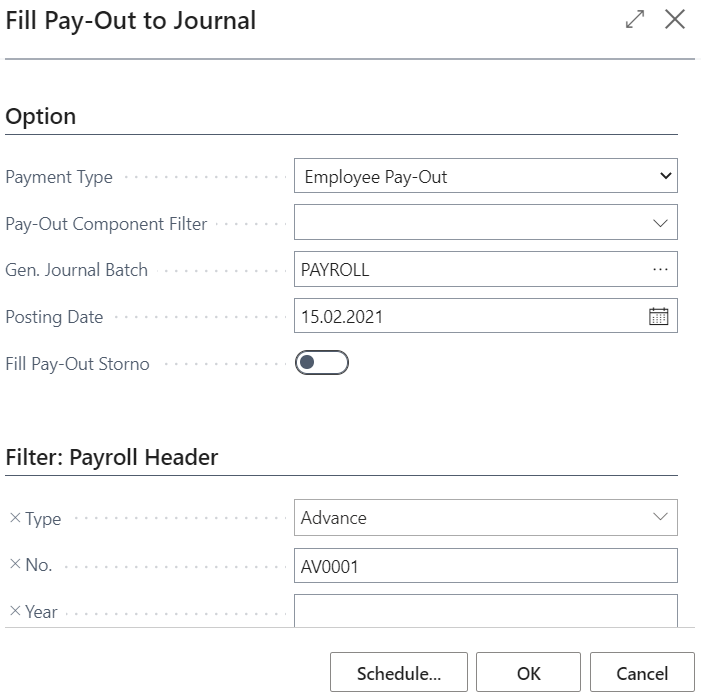 Fill Pay-Out to Journal
Option
Payment Type Employee Pay-Out
Pay-Out Component Filter
Gen. Journal Batch PAYROLL ...
Posting Date 15.02.2021
Fill Pay-Out Storno
Filter: Payroll Header
× Type Advance
× No. AV0001
× Year
Schedule... OK Cancel